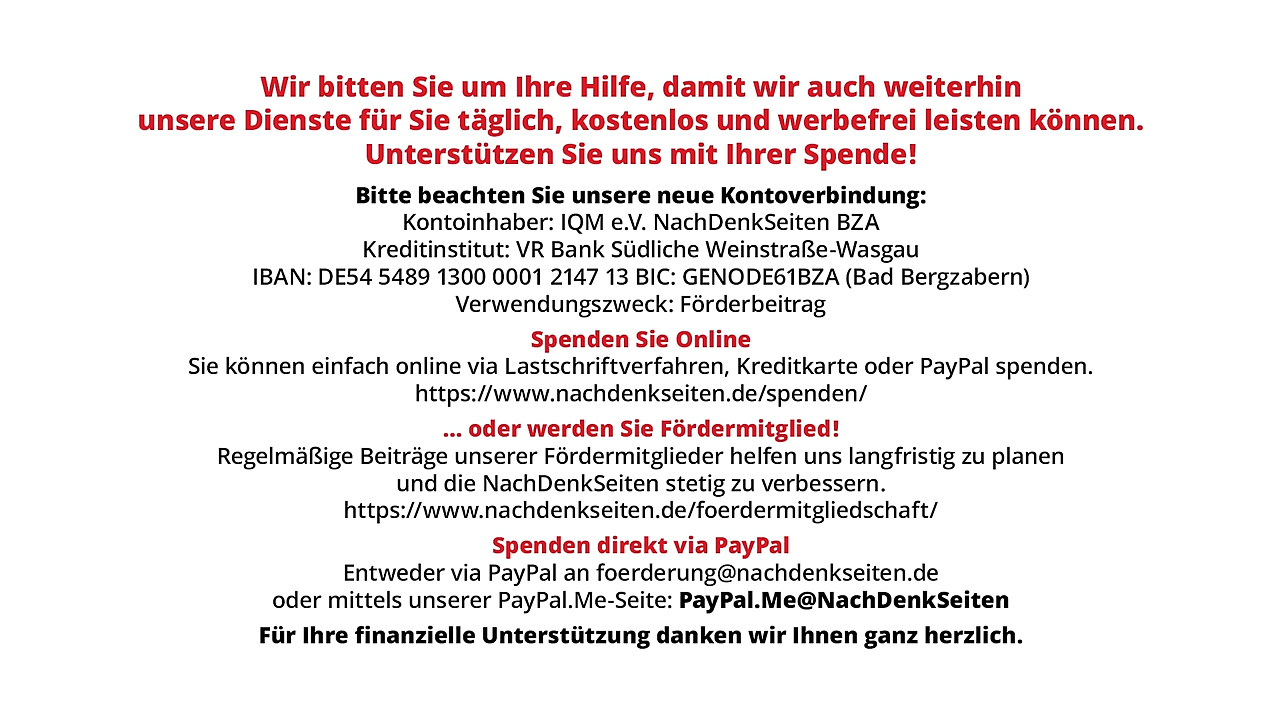 Wir bitten Sie um Ihre Hilfe, damit wir auch weiterhin
unsere Dienste für Sie täglich, kostenlos und werbefrei leisten können.
Unterstützen Sie uns mit Ihrer Spende!
Bitte beachten Sie unsere neue Kontoverbindung:
Kontoinhaber: IQM e.V. NachDenkSeiten BZA
Kreditinstitut: VR Bank Südliche Weinstraße-Wasgau
IBAN: DE54 5489 1300 0001 2147 13 BIC: GENODE61BZA (Bad Bergzabern)
Verwendungszweck: Förderbeitrag
Spenden Sie Online
Sie können einfach online via Lastschriftverfahren, Kreditkarte oder PayPal spenden.
https://www.nachdenkseiten.de/spenden/
... oder werden Sie Fördermitglied!
Regelmäßige Beiträge unserer Fördermitglieder helfen uns langfristig zu planen
und die NachDenkSeiten stetig zu verbessern.
https://www.nachdenkseiten.de/foerdermitgliedschaft/
Spenden direkt via PayPal
Entweder via PayPal an foerderung@nachdenkseiten.de
oder mittels unserer PayPal.Me-Seite: PayPal.Me@NachDenkSeiten
Für Ihre finanzielle Unterstützung danken wir Ihnen ganz herzlich.